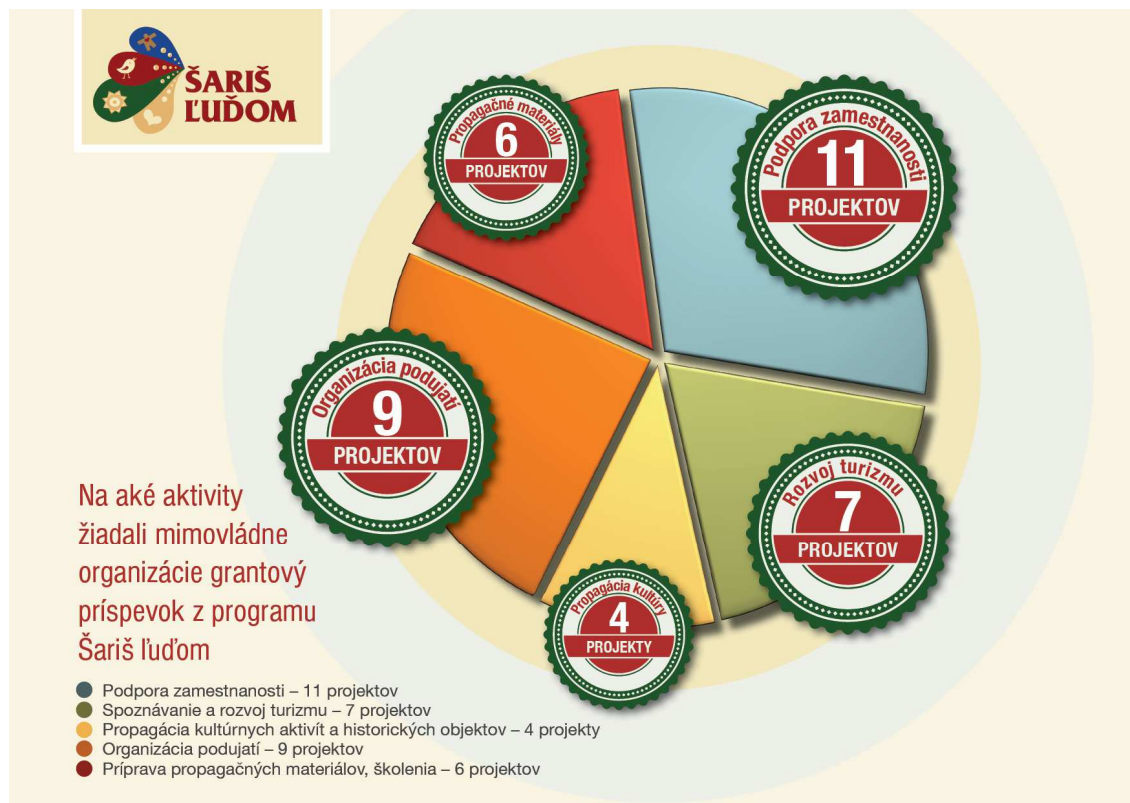 ŠARIŠ
ĽUĎOM
Propagačné materiály
6
PROJEKTOV
Podpora zamestnanosti
11
PROJEKTOV
Organizácia podujatí
9
PROJEKTOV
Rozvoj turizmu
7
PROJEKTOV
Propagácia kultúry
4
PROJEKTY
Na aké aktivity
žiadali mimovládne
organizácie grantový
príspevok z programu
Šariš ľuďom
Podpora zamestnanosti – 11 projektov
Spoznávanie a rozvoj turizmu – 7 projektov
Propagácia kultúrnych aktivít a historických objektov – 4 projekty
Organizácia podujatí – 9 projektov
Príprava propagačných materiálov, školenia – 6 projektov